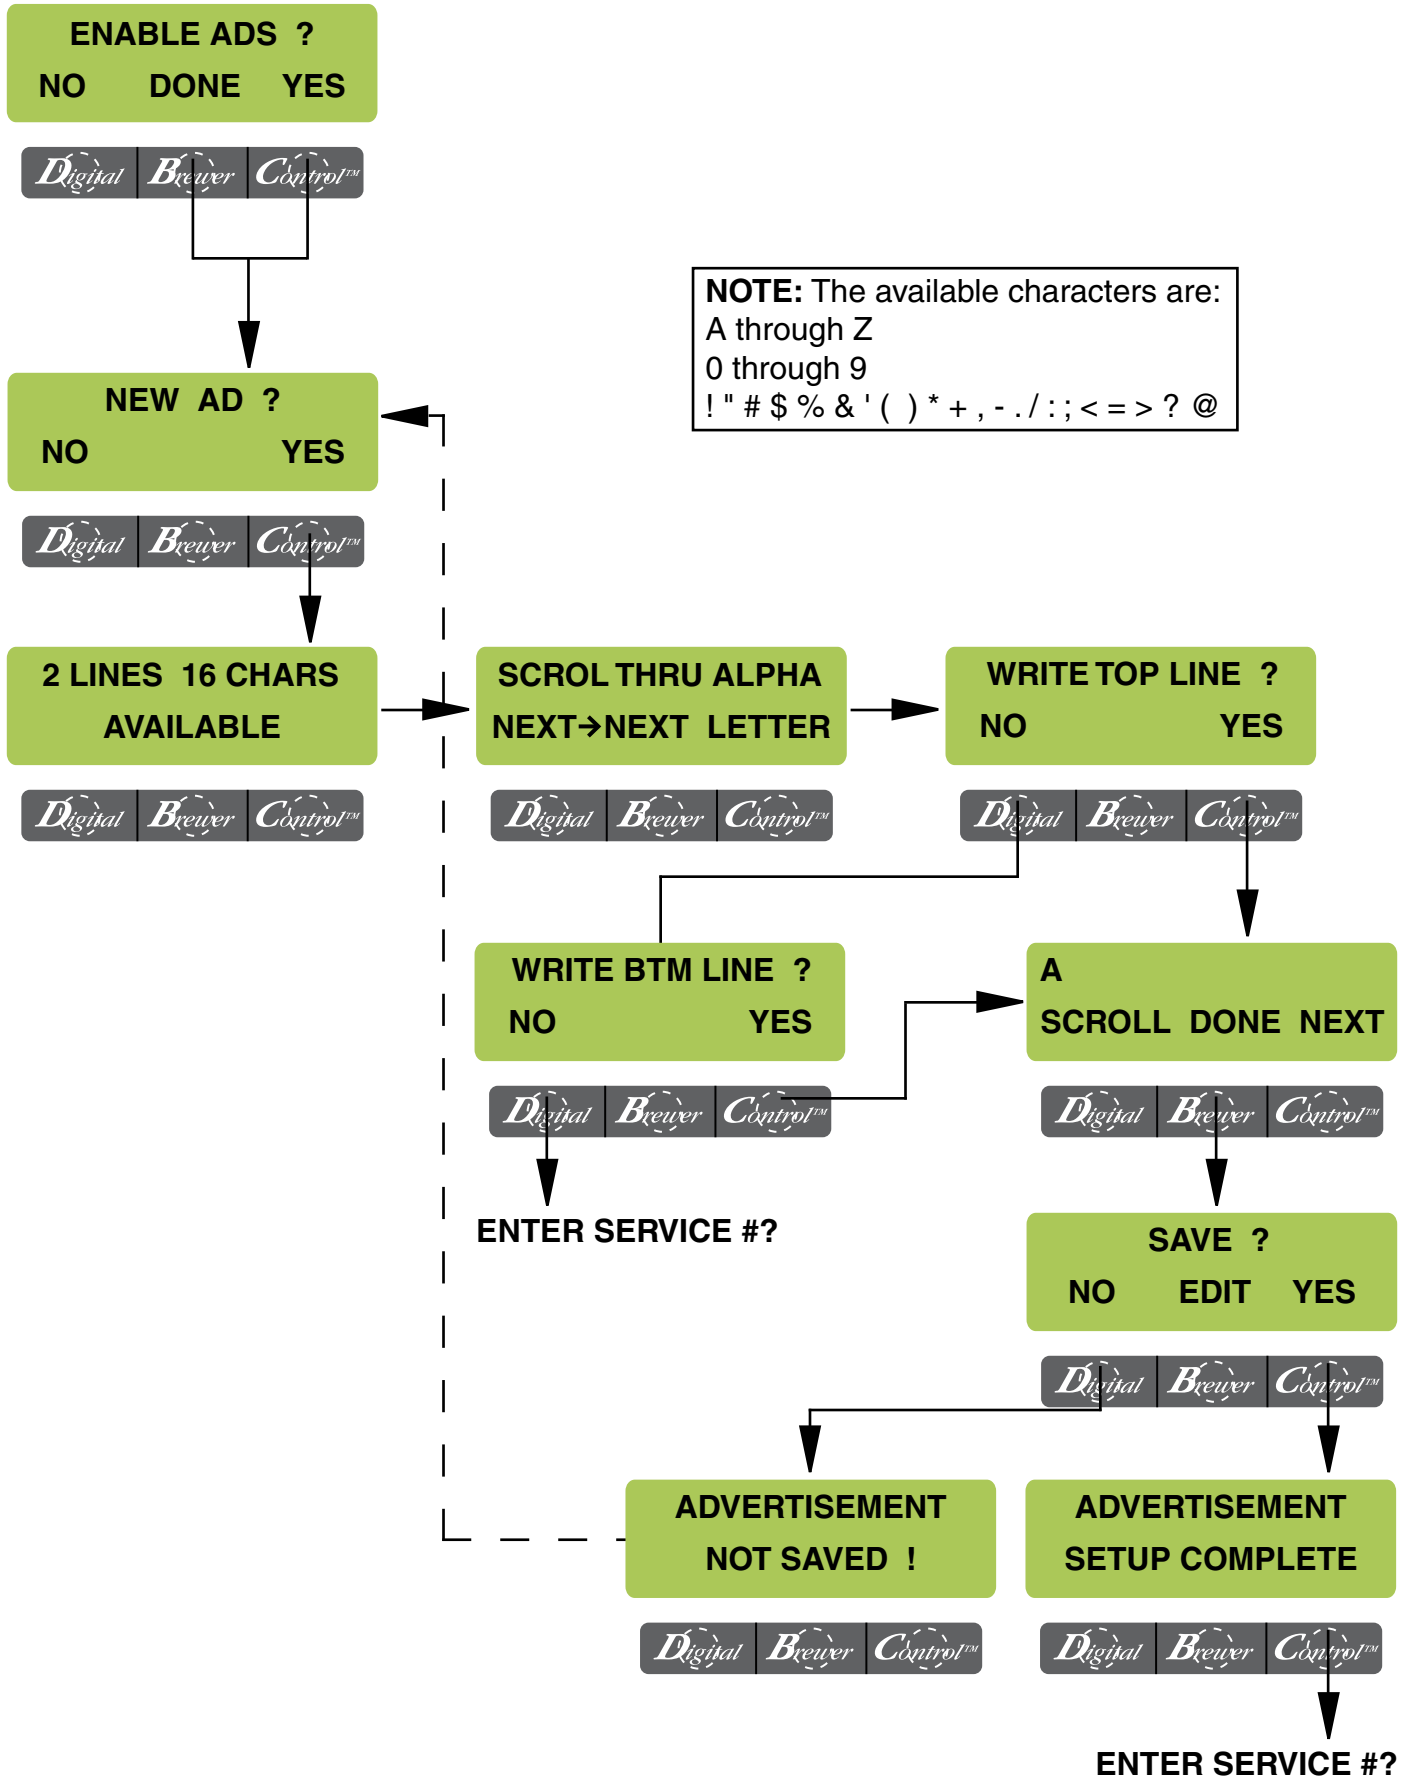 ENABLE ADS ?
NO DONE YES
Digital Brewer Control™
NOTE: The available characters are:
A through Z
0 through 9
! " # $ % & ' ( ) * + , - . / : ; < = > ? @
NEW AD ?
NO YES
Digital Brewer Control™
2 LINES 16 CHARS
AVAILABLE
Digital Brewer Control™
SCROL THRU ALPHA
NEXT→NEXT LETTER
Digital Brewer Control™
WRITE TOP LINE ?
NO YES
Digital Brewer Control™
WRITE BTM LINE ?
NO YES
Digital Brewer Control™
ENTER SERVICE #?
A
SCROLL DONE NEXT
Digital Brewer Control™
SAVE ?
NO EDIT YES
Digital Brewer Control™
ADVERTISEMENT
NOT SAVED !
Digital Brewer Control™
ADVERTISEMENT
SETUP COMPLETE
Digital Brewer Control™
ENTER SERVICE #?